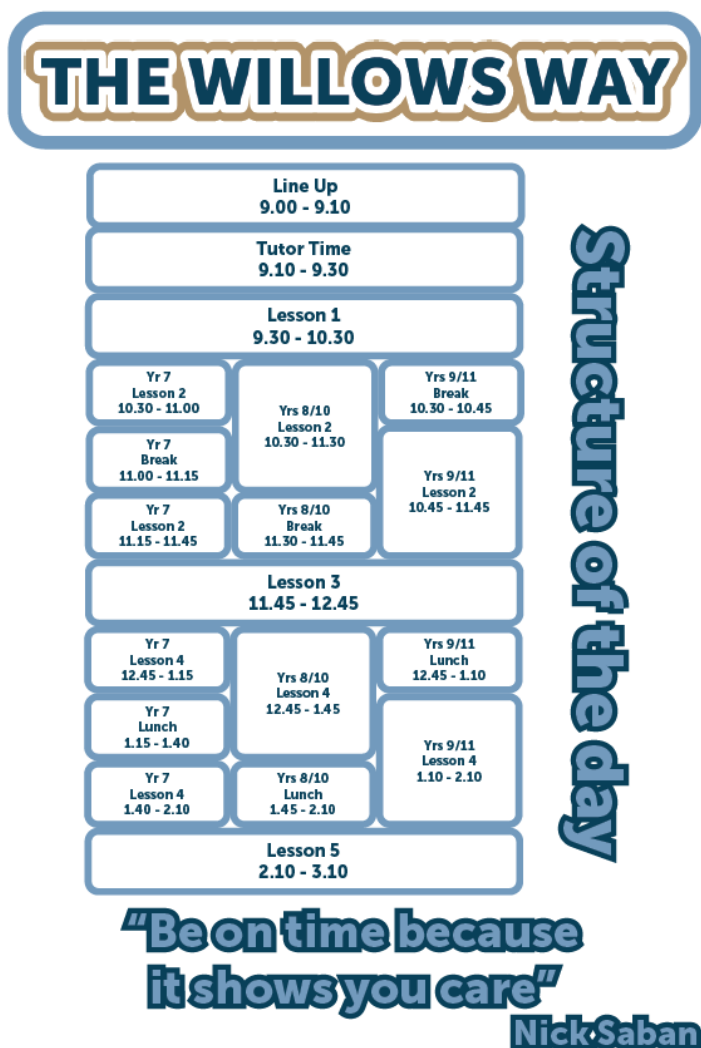 THE WILLOWS WAY
Line Up
9.00 - 9.10
Tutor Time
9.10 - 9.30
Lesson 1
9.30 - 10.30
Yr 7
Lesson 2
10.30 - 11.00
Yr 7
Break
11.00 - 11.15
Yr 7
Lesson 2
11.15 - 11.45
Yrs 8/10
Lesson 2
10.30 - 11.30
Yrs 8/10
Break
11.30 - 11.45
Yrs 9/11
Break
10.30 - 10.45
Yrs 9/11
Lesson 2
10.45 - 11.45
Lesson 3
11.45 - 12.45
Yr 7
Lesson 4
12.45 - 1.15
Yr 7
Lunch
1.15 - 1.40
Yr 7
Lesson 4
1.40 - 2.10
Yrs 8/10
Lesson 4
12.45 - 1.45
Yrs 8/10
Lunch
1.45 - 2.10
Yrs 9/11
Lunch
12.45 - 1.10
Yrs 9/11
Lesson 4
1.10 - 2.10
Lesson 5
2.10 - 3.10
Structure of the day
"Be on time because
it shows you care"
Nick Saban